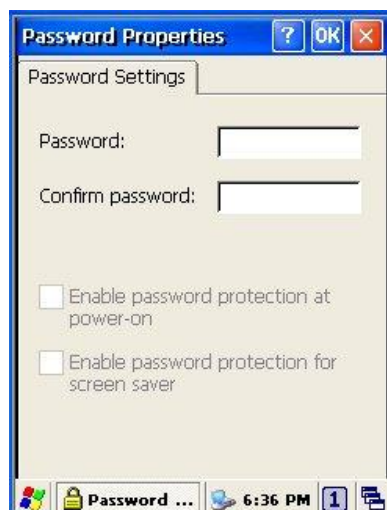 Password Properties ? OK ×
Password Settings
Password:
Confirm password:
Enable password protection at
power-on
Enable password protection for
screen saver
Password ... 6:36 PM 1